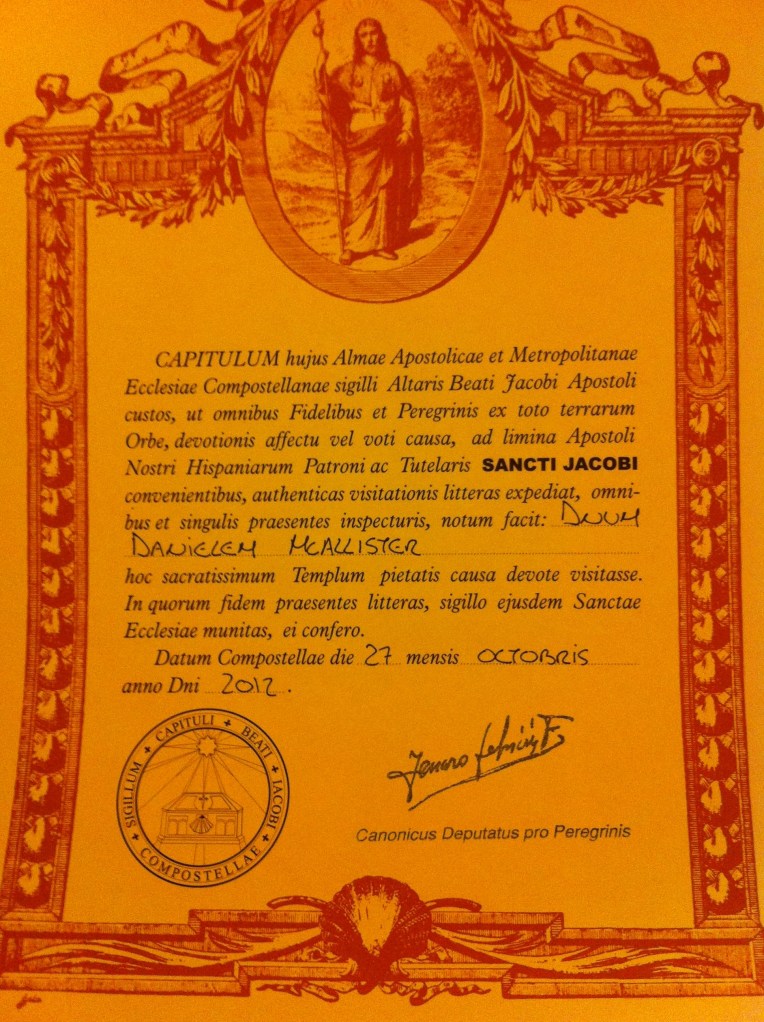 CAPITULUM hujus Almae Apostolicae et Metropolitanae
Ecclesiae Compostellanae sigilli Altaris Beati Jacobi Apostoli
custos, ut omnibus Fidelibus et Peregrinis ex toto terrarum
Orbe, devotionis affectu vel voti causa, ad limina Apostoli
Nostri Hispaniarum Patroni ac Tutelaris SANCTI JACOBI
convenientibus, authenticas visitationis litteras expediat, omni-
bus et singulis praesentes inspecturis, notum facit: DNUM
DANIELEM McALLISTER
hoc sacratissimum Templum pietatis causa devote visitasse.
In quorum fidem praesentes litteras, sigillo ejusdem Sanctae
Ecclesiae munitas, ei confero.
Datum Compostellae die 27 mensis OCTOBRIS
anno Dni 2012.
SIGILLUM + CAPITULI + BEATI + IACOBI + COMPOSTELLAE +
Canonicus Deputatus pro Peregrinis